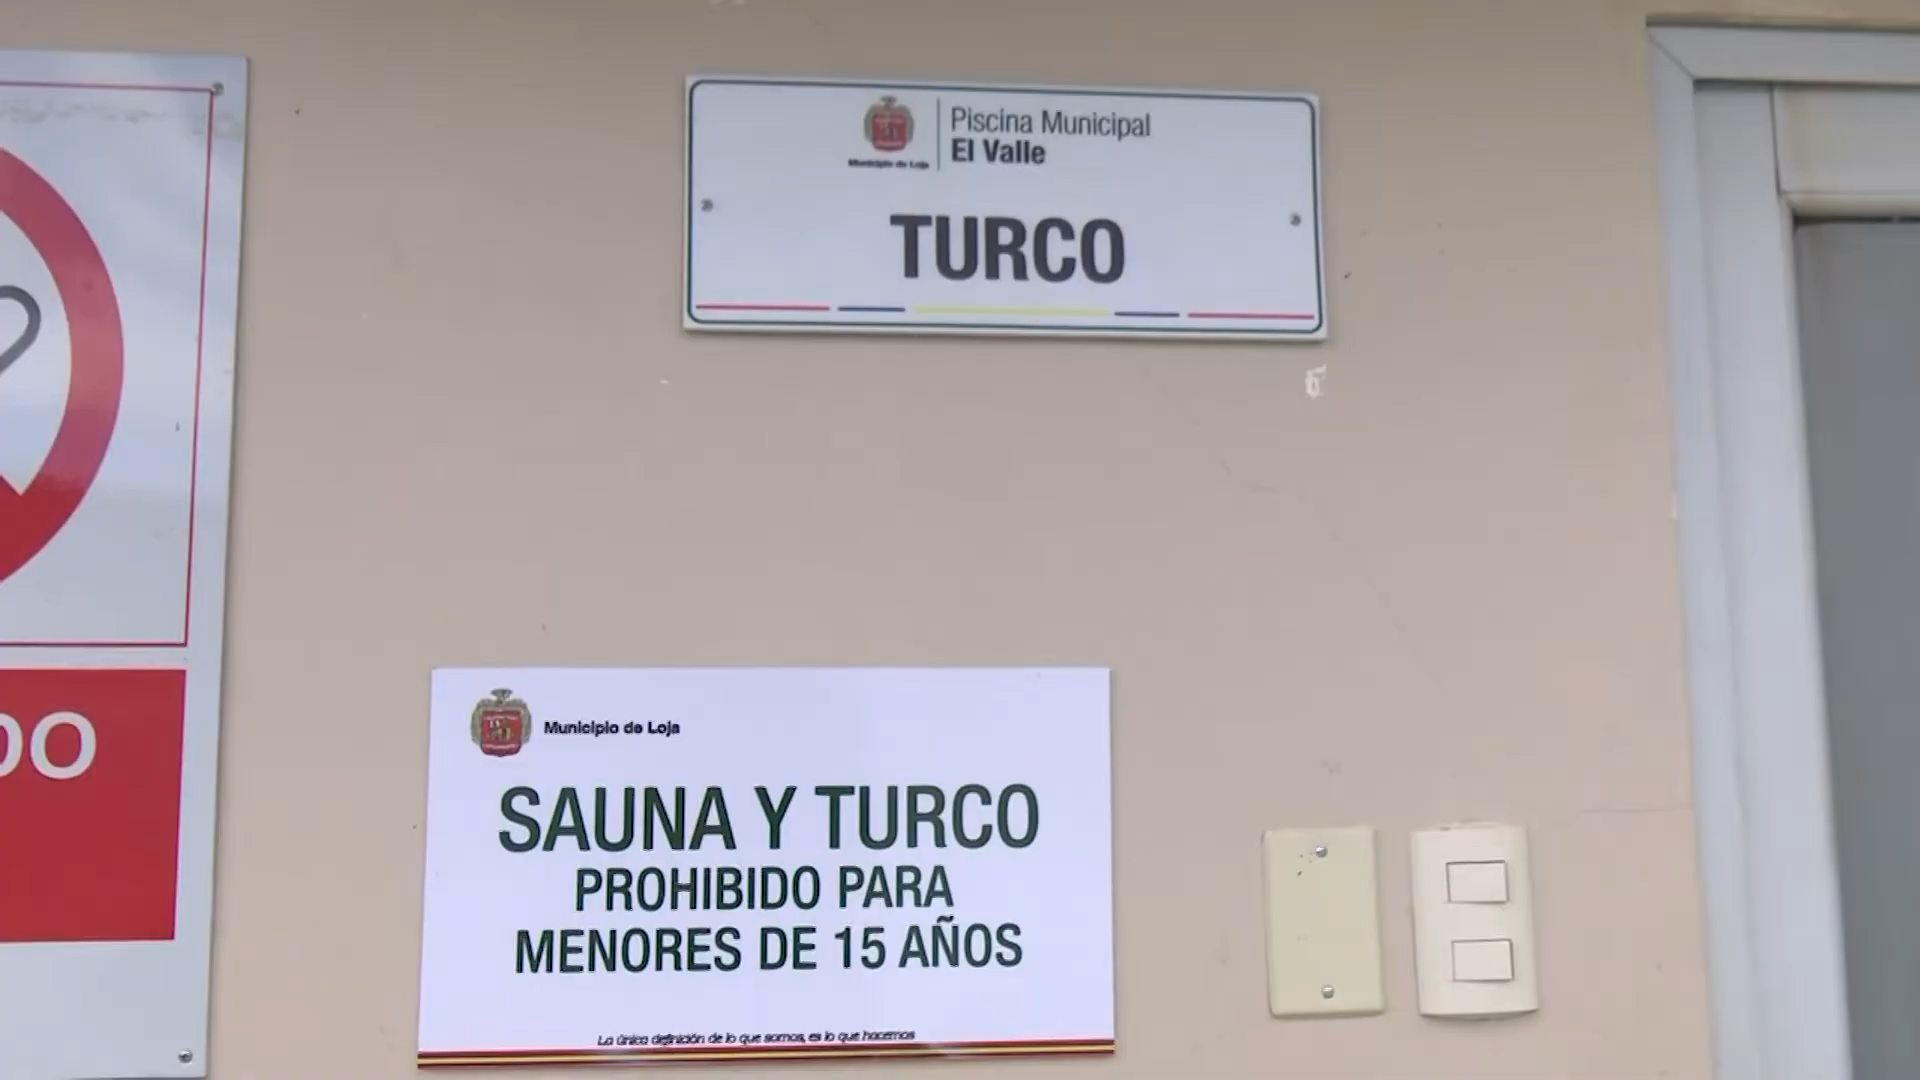 Piscina Municipal
El Valle
Municipio de Loja
TURCO
DO
Municipio de Loja
SAUNA Y TURCO
PROHIBIDO PARA
MENORES DE 15 AÑOS
La única definición de lo que somos, es lo que hacemos